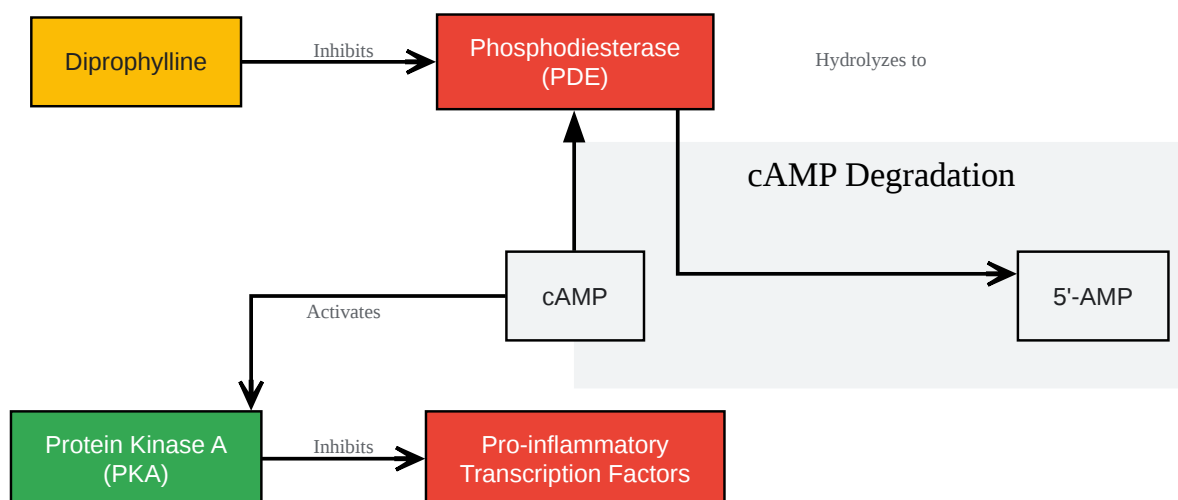 Diprophylline
Inhibits
Phosphodiesterase
(PDE)
Hydrolyzes to
cAMP Degradation
cAMP
5'-AMP
Activates
Protein Kinase A
(PKA)
Inhibits
Pro-inflammatory
Transcription Factors